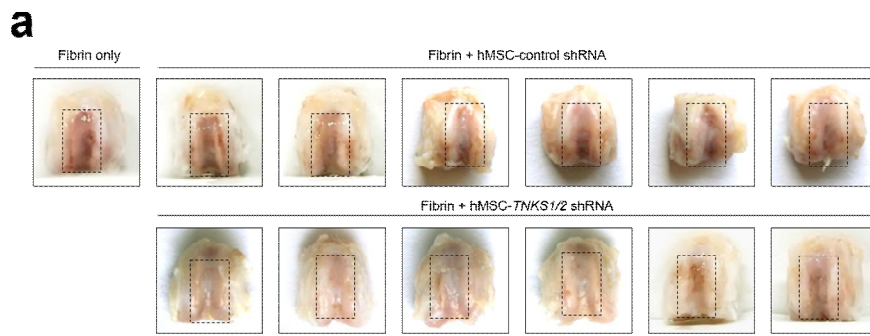 a
Fibrin only
Fibrin + hMSC-control shRNA
Fibrin + hMSC-TNKS1/2 shRNA